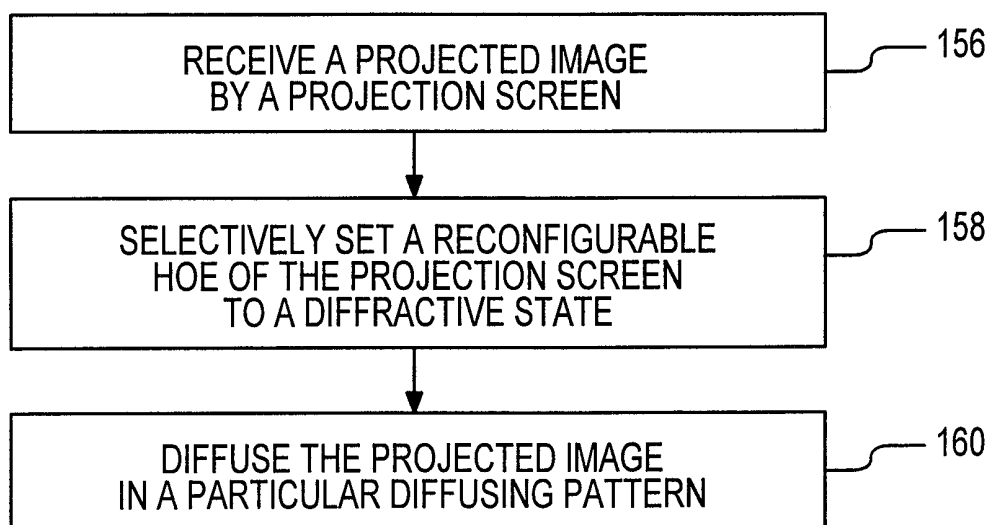 RECEIVE A PROJECTED IMAGE
BY A PROJECTION SCREEN
156
SELECTIVELY SET A RECONFIGURABLE
HOE OF THE PROJECTION SCREEN
TO A DIFFRACTIVE STATE
158
DIFFUSE THE PROJECTED IMAGE
IN A PARTICULAR DIFFUSING PATTERN
160